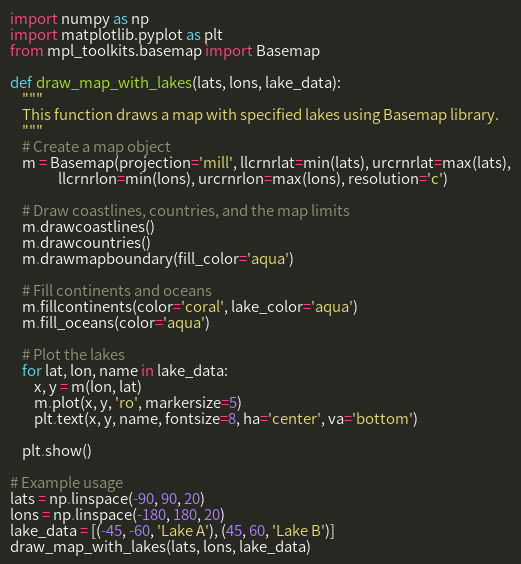 import numpy as np
import matplotlib.pyplot as plt
from mpl_toolkits.basemap import Basemap

def draw_map_with_lakes(lats, lons, lake_data):
    """
    This function draws a map with specified lakes using Basemap library.
    """
    # Create a map object
    m = Basemap(projection='mill', llcrnrlat=min(lats), urcrnrlat=max(lats),
                llcrnrlon=min(lons), urcrnrlon=max(lons), resolution='c')

    # Draw coastlines, countries, and the map limits
    m.drawcoastlines()
    m.drawcountries()
    m.drawmapboundary(fill_color='aqua')

    # Fill continents and oceans
    m.fillcontinents(color='coral', lake_color='aqua')
    m.fill_oceans(color='aqua')

    # Plot the lakes
    for lat, lon, name in lake_data:
        x, y = m(lon, lat)
        m.plot(x, y, 'ro', markersize=5)
        plt.text(x, y, name, fontsize=8, ha='center', va='bottom')

    plt.show()

# Example usage
lats = np.linspace(-90, 90, 20)
lons = np.linspace(-180, 180, 20)
lake_data = [(-45, -60, 'Lake A'), (45, 60, 'Lake B')]
draw_map_with_lakes(lats, lons, lake_data)